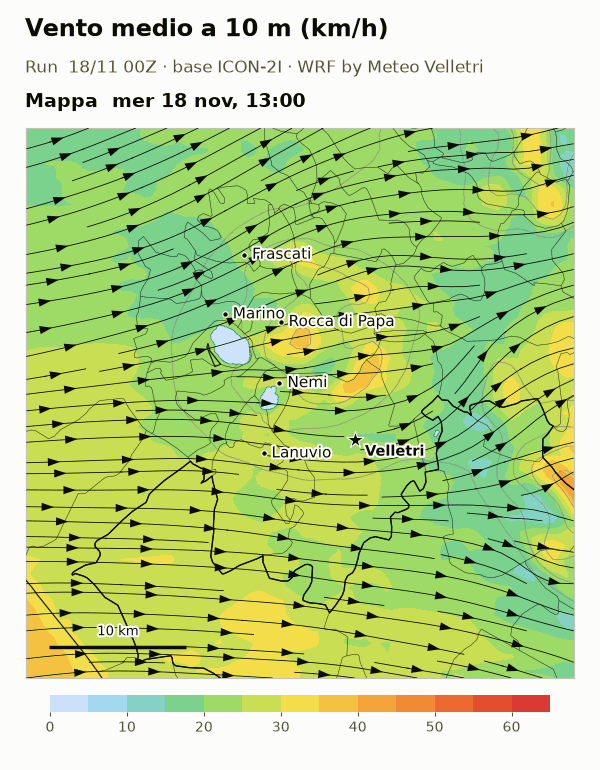 Vento medio a 10 m (km/h)
Run  18/11 00Z · base ICON-2I · WRF by Meteo Velletri
Mappa  mer 18 nov, 13:00
Frascati
Marino
Rocca di Papa
Nemi
Velletri
Lanuvio
10 km
0 10 20 30 40 50 60